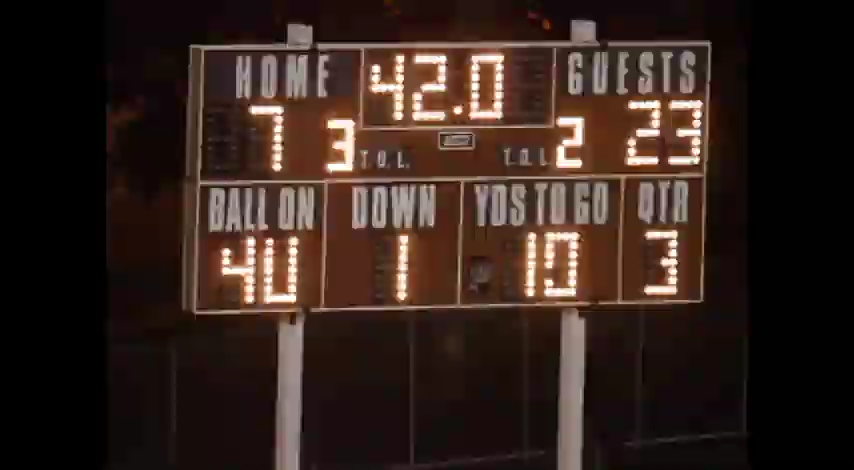 HOME 42.0 GUESTS
7 3 T.O.L. T.O.L. 2 23
BALL ON DOWN YDS TO GO QTR
40 1 10 3